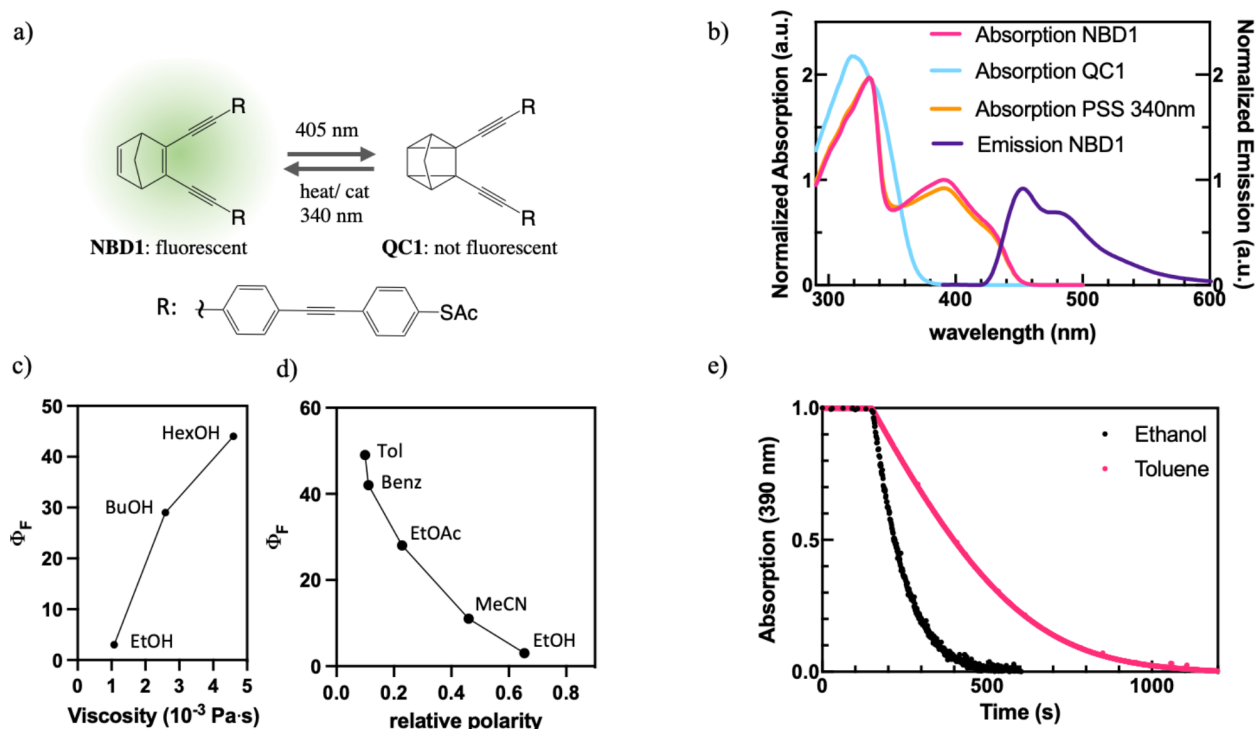 a)
R
R
405 nm
heat/ cat
340 nm
R
R
NBD1: fluorescent
QC1: not fluorescent
R:
SAc
b)
Normalized Absorption (a.u.)
Normalized Emission (a.u.)
Absorption NBD1
Absorption QC1
Absorption PSS 340nm
Emission NBD1
2
1
0
2
1
0
300
400
500
600
wavelength (nm)
c)
ΦF
50
40
30
20
10
0
HexOH
BuOH
EtOH
0
1
2
3
4
5
Viscosity (10-3 Pa·s)
d)
ΦF
60
40
20
0
Tol
Benz
EtOAc
MeCN
EtOH
0.0
0.2
0.4
0.6
0.8
relative polarity
e)
Absorption (390 nm)
1.0
0.5
0.0
Ethanol
Toluene
0
500
1000
Time (s)